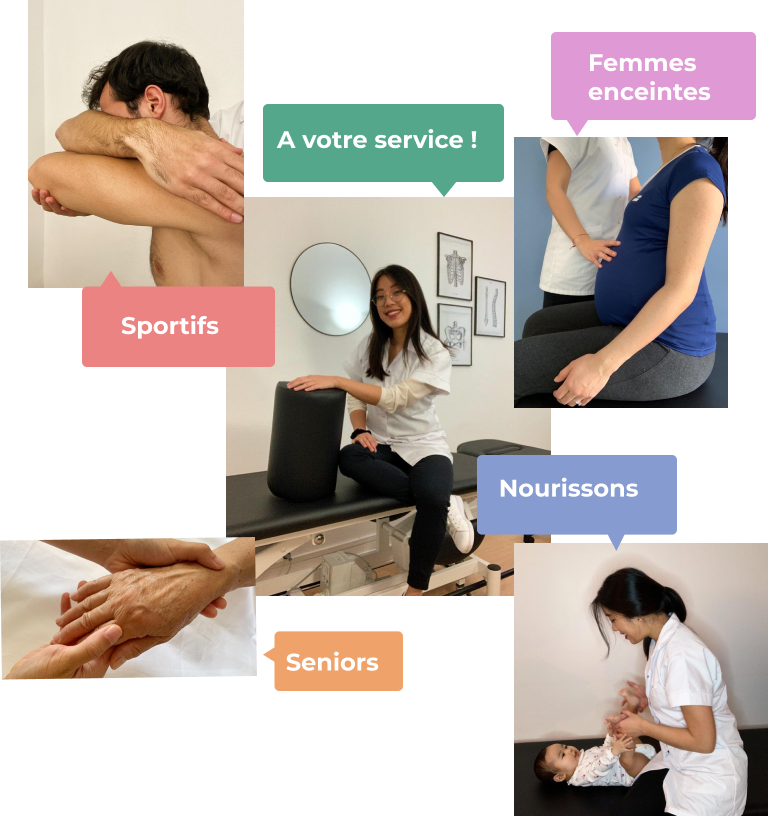 Femmes
enceintes
A votre service !
Sportifs
Nourissons
Seniors